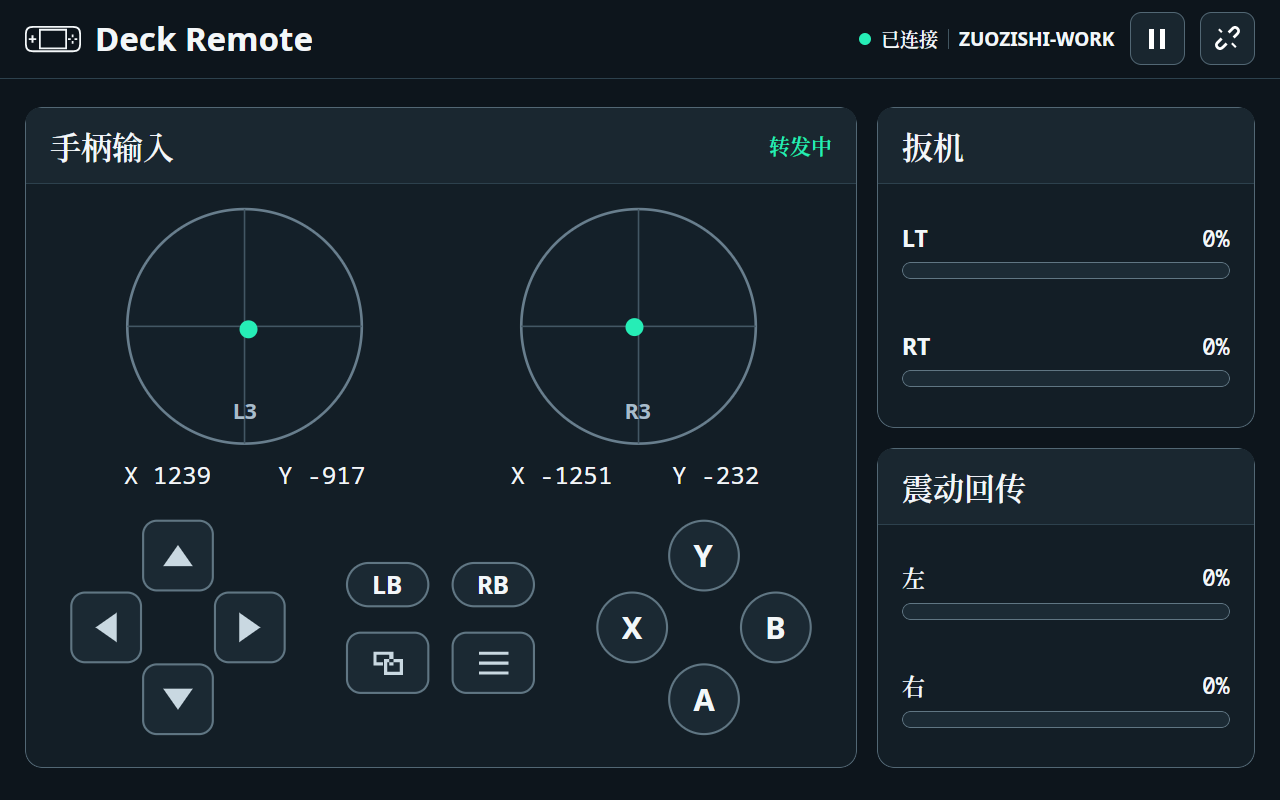 Deck Remote
已连接
ZUOZISHI-WORK
手柄输入
转发中
L3
R3
X 1239 Y -917
X -1251 Y -232
LB
RB
Y
X
B
A
扳机
LT 0%
RT 0%
震动回传
左 0%
右 0%